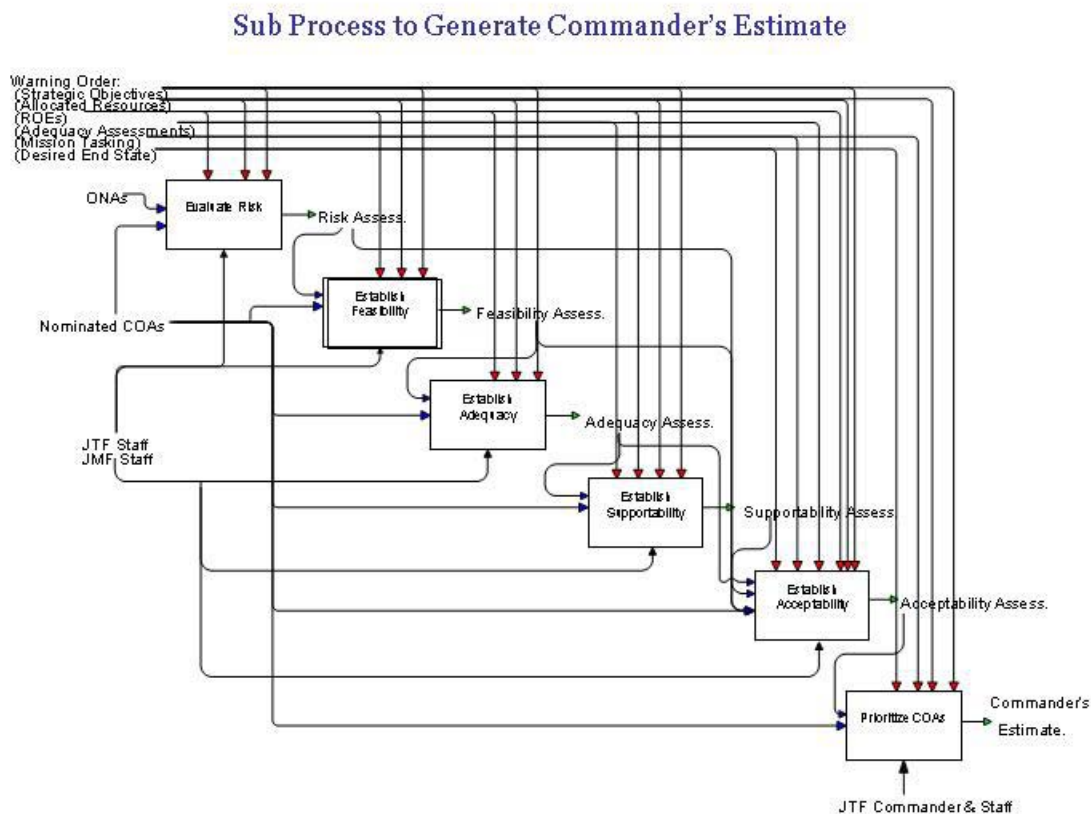 Sub Process to Generate Commander's Estimate
Warning Order:
(Strategic Objectives)
(Allocated Resources)
(ROEs)
(Adequacy Assessments)
(Mission Tasking)
(Desired End State)
ONAs
Evaluate Risk
Risk Assess.
Establish
Feasibility
Feasibility Assess.
Nominated COAs
Establish
Adequacy
Adequacy Assess.
JTF Staff
JMF Staff
Establish
Supportability
Supportability Assess.
Establish
Acceptability
Acceptability Assess.
Prioritize COAs
Commander's
Estimate.
JTF Commander & Staff